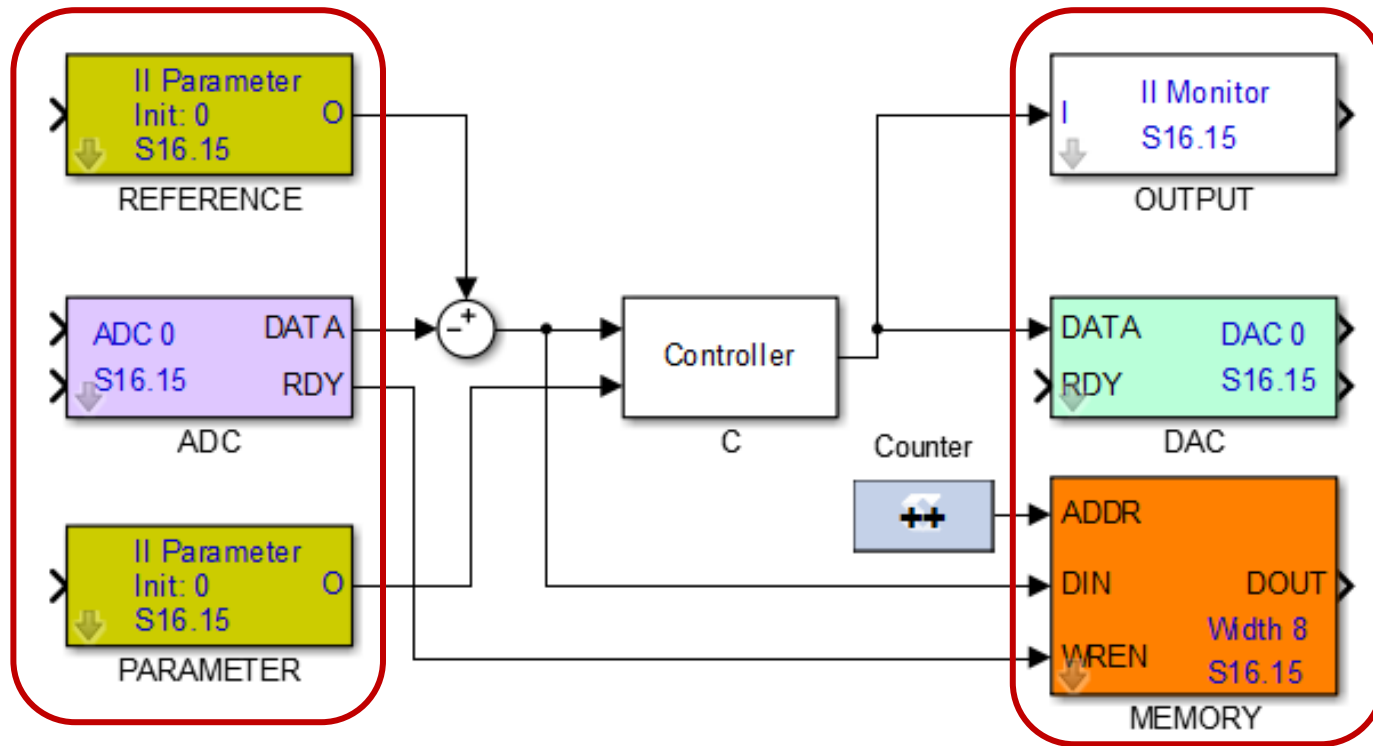 II Parameter
Init: 0
O
S16.15
REFERENCE
ADC 0
DATA
S16.15
RDY
ADC
II Parameter
Init: 0
O
S16.15
PARAMETER
- +
Controller
C
Counter
++
II Monitor
I
S16.15
OUTPUT
DATA
DAC 0
RDY
S16.15
DAC
ADDR
DIN
DOUT
Width 8
WREN
S16.15
MEMORY